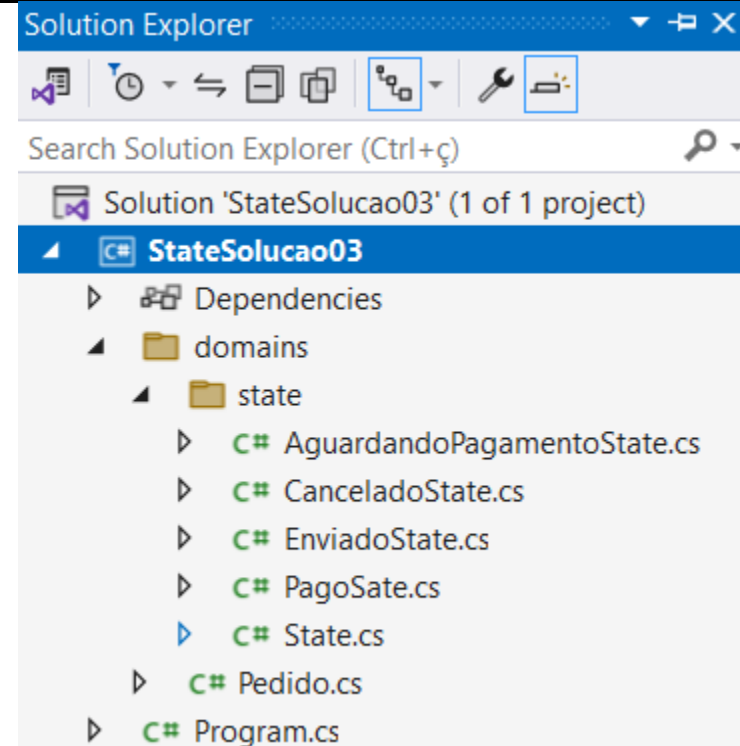 Solution Explorer
Search Solution Explorer (Ctrl+ç)
Solution 'StateSolucao03' (1 of 1 project)
C# StateSolucao03
Dependencies
domains
state
C# AguardandoPagamentoState.cs
C# CanceladoState.cs
C# EnviadoState.cs
C# PagoSate.cs
C# State.cs
C# Pedido.cs
C# Program.cs